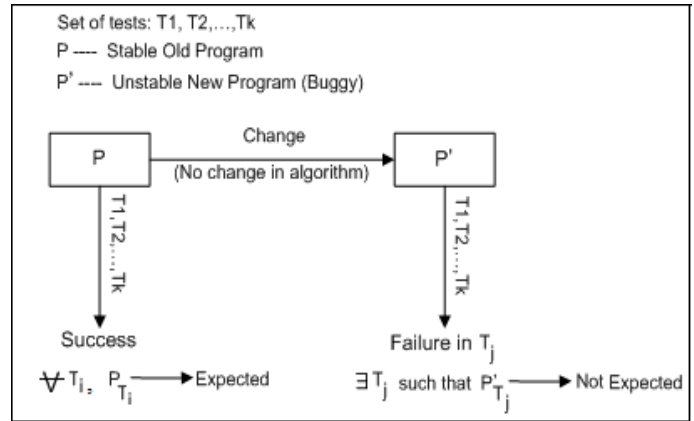 Set of tests: T1, T2,...,Tk
P ---- Stable Old Program
P' ---- Unstable New Program (Buggy)
Change
P
P'
(No change in algorithm)
T1,T2,...,Tk
T1,T2,...,Tk
Success
Failure in Tj
∀ Ti, PTi → Expected
∃ Tj such that P'Tj → Not Expected